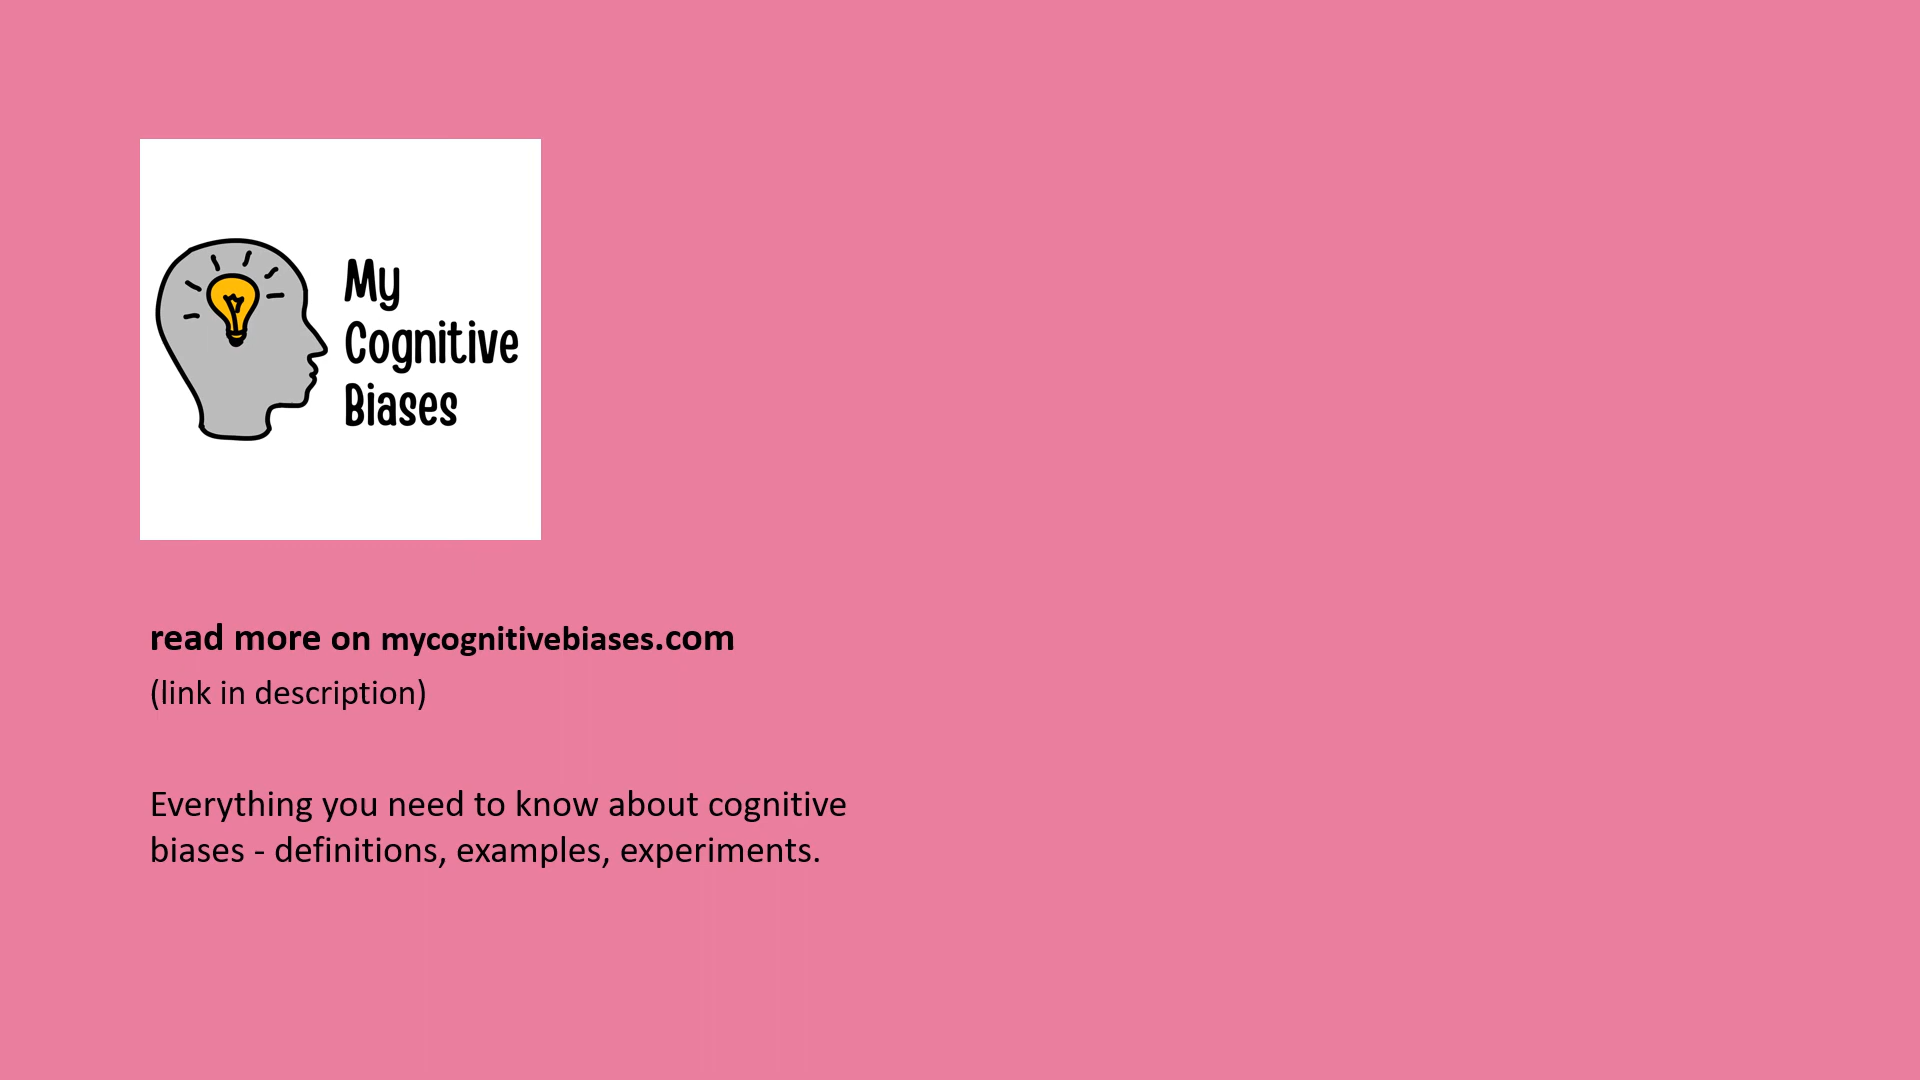 My
Cognitive
Biases
read more on mycognitivebiases.com
(link in description)
Everything you need to know about cognitive
biases - definitions, examples, experiments.